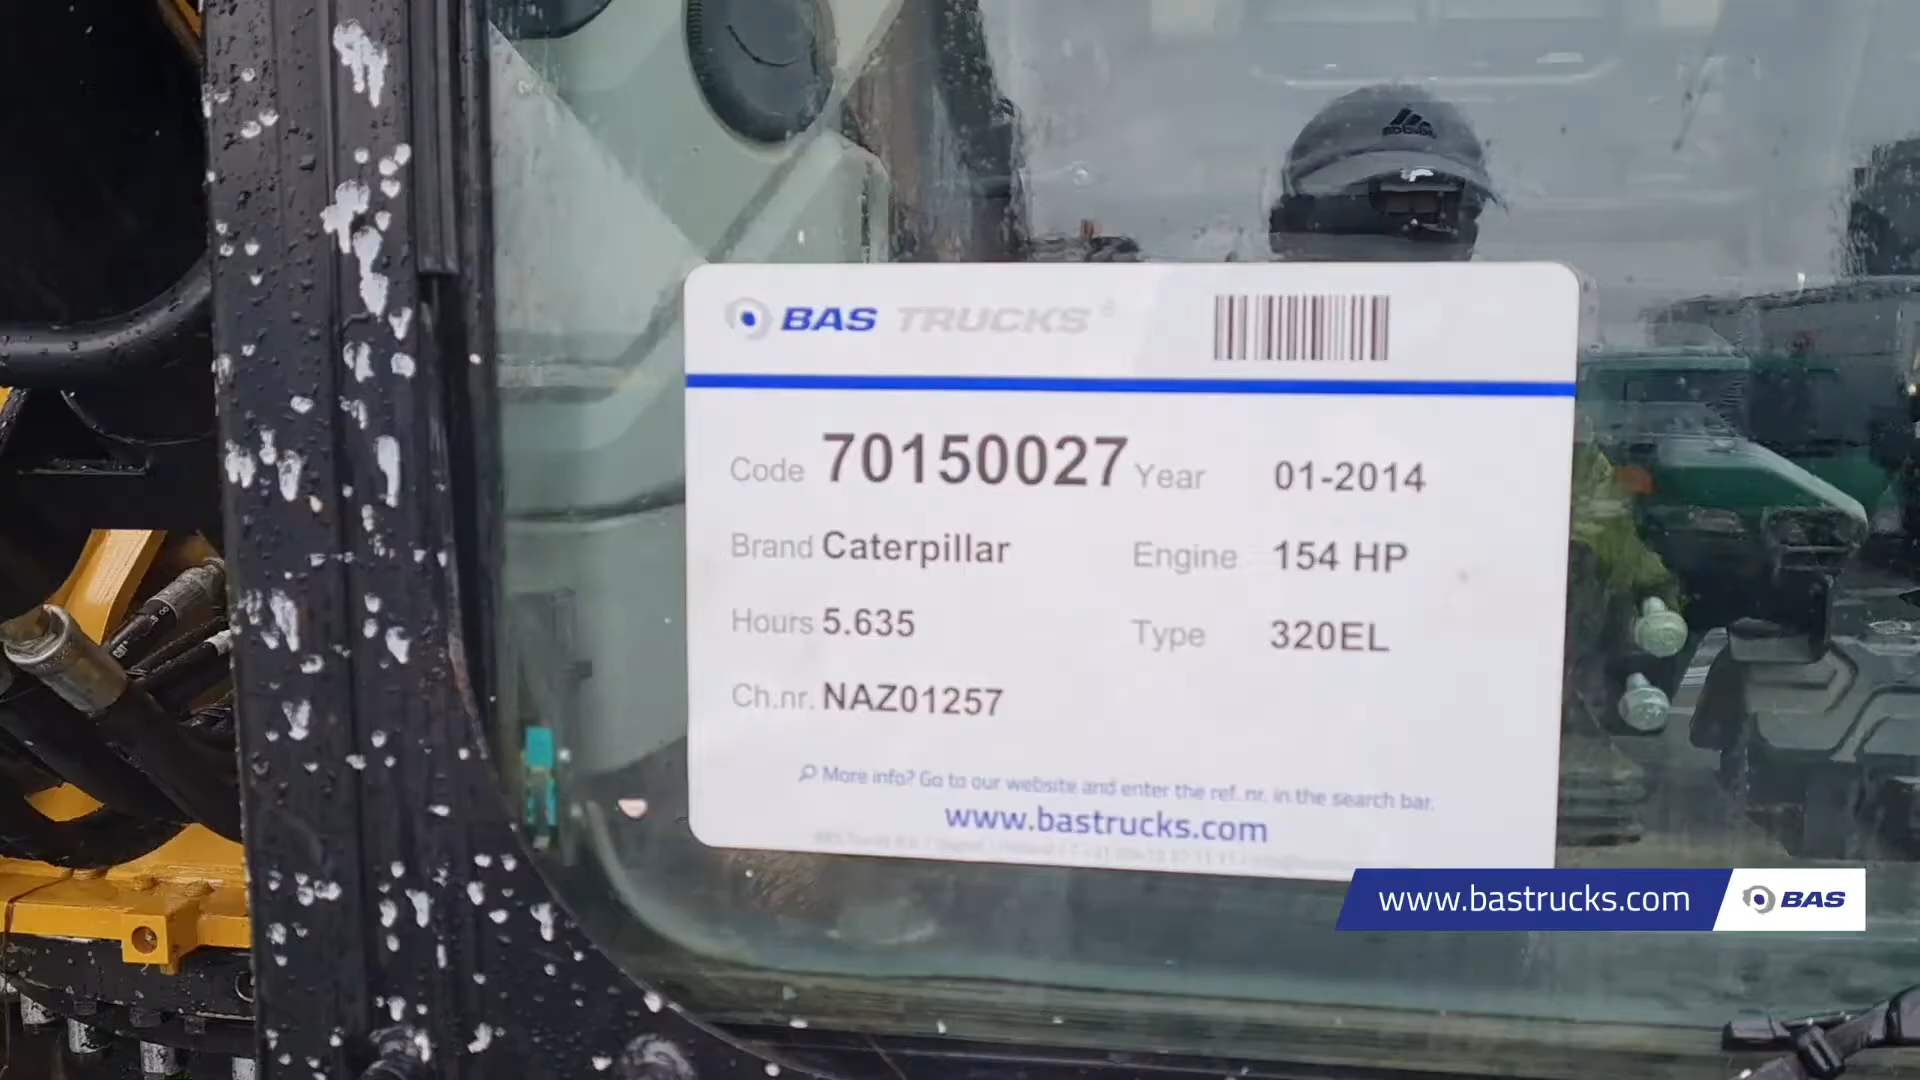 adidas
BAS TRUCKS
Code 70150027 Year 01-2014
Brand Caterpillar Engine 154 HP
Hours 5.635 Type 320EL
Ch.nr. NAZ01257
More info? Go to our website and enter the ref. nr. in the search bar.
www.bastrucks.com
www.bastrucks.com BAS